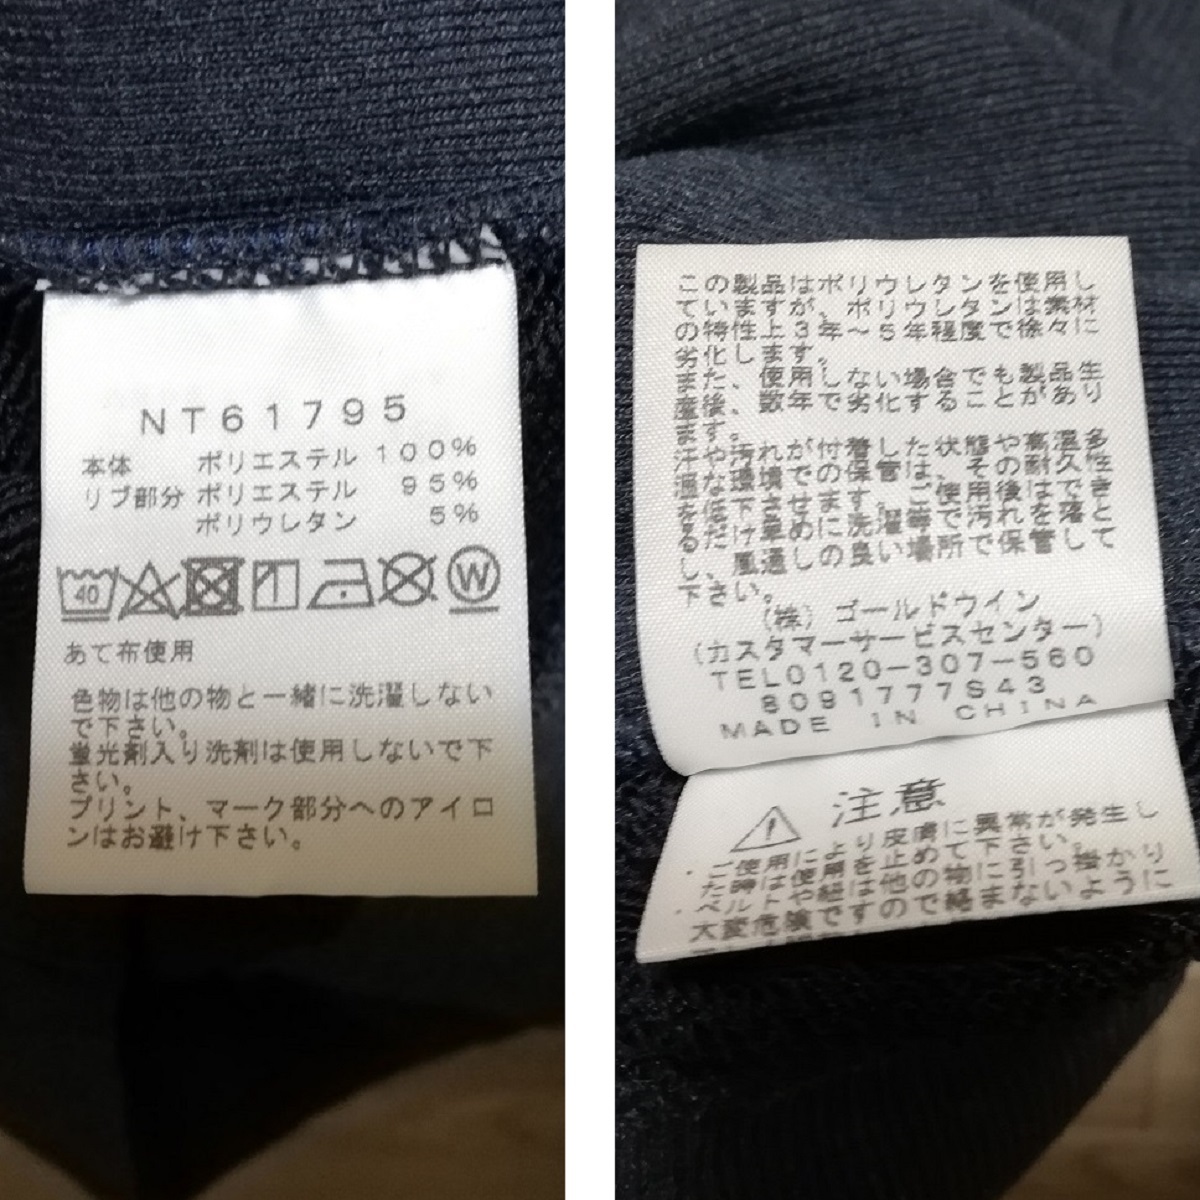 NT61795
本体 ポリエステル 100%
リブ部分 ポリエステル 95%
ポリウレタン 5%
40
W
あて布使用
色物は他の物と一緒に洗濯しない
で下さい。
蛍光剤入り洗剤は使用しないで下
さい。
プリント、マーク部分へのアイロ
ンはお避け下さい。
この製品はポリウレタンを使用し
ていますが、ポリウレタンは素材
の特性上3年〜5年程度で徐々に
劣化します。
また、使用しない場合でも製品生
産後、数年で劣化することがあり
ます。
汗や汚れが付着した状態や高温多
湿な環境での保管は、その耐久性
を低下させます。ご使用後はでき
るだけ早めに洗濯等で汚れを落と
し、風通しの良い場所で保管して
下さい。
(株) ゴールドウイン
(カスタマーサービスセンター)
TEL0120-307-560
8091777S43
MADE IN CHINA
注意
・ご使用により皮膚に異常が発生し
た時は使用を止めて下さい。
・ベルトや紐は他の物に引っ掛かり
大変危険ですので絡まないように